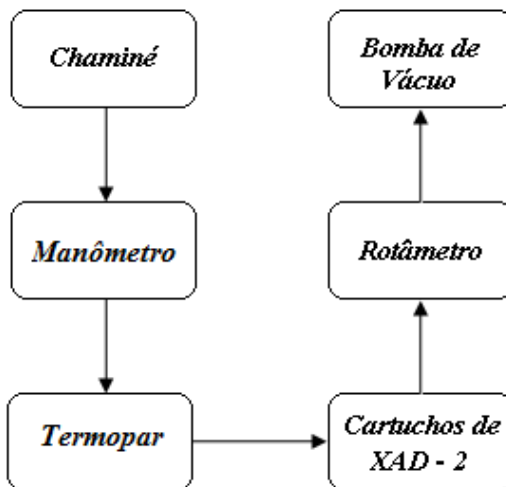 Chaminé
Manômetro
Termopar
Cartuchos de
XAD - 2
Rotâmetro
Bomba de
Vácuo